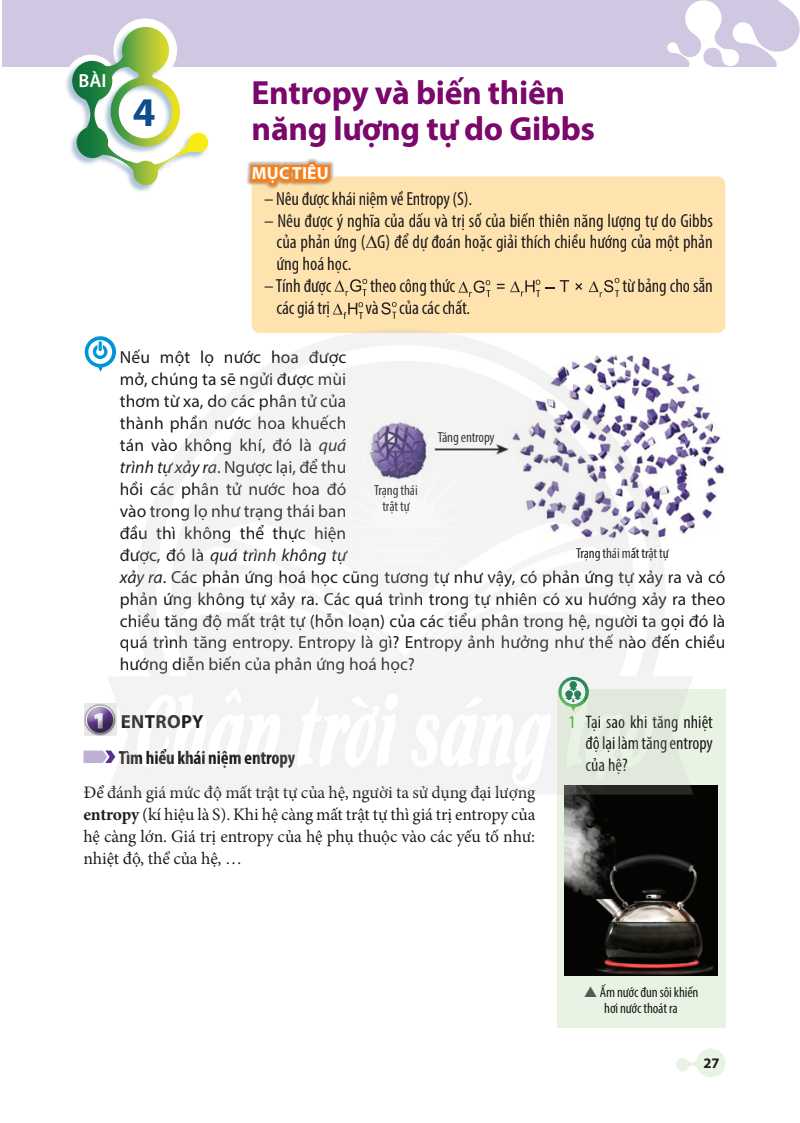 BÀI
4
Entropy và biến thiên
năng lượng tự do Gibbs
MỤC TIÊU
– Nêu được khái niệm về Entropy (S).
– Nêu được ý nghĩa của dấu và trị số của biến thiên năng lượng tự do Gibbs
của phản ứng (ΔG) để dự đoán hoặc giải thích chiều hướng của một phản
ứng hoá học.
– Tính được ΔᵣG°_T theo công thức ΔᵣG°_T = ΔᵣH°_T – T × ΔᵣS°_T từ bảng cho sẵn
các giá trị Δ_fH°_T và S°_T của các chất.
Nếu một lọ nước hoa được
mở, chúng ta sẽ ngửi được mùi
thơm từ xa, do các phân tử của
thành phần nước hoa khuếch
tán vào không khí, đó là quá
trình tự xảy ra. Ngược lại, để thu
hồi các phân tử nước hoa đó
vào trong lọ như trạng thái ban
đầu thì không thể thực hiện
được, đó là quá trình không tự
xảy ra. Các phản ứng hoá học cũng tương tự như vậy, có phản ứng tự xảy ra và có
phản ứng không tự xảy ra. Các quá trình trong tự nhiên có xu hướng xảy ra theo
chiều tăng độ mất trật tự (hỗn loạn) của các tiểu phân trong hệ, người ta gọi đó là
quá trình tăng entropy. Entropy là gì? Entropy ảnh hưởng như thế nào đến chiều
hướng diễn biến của phản ứng hoá học?
Tăng entropy
Trạng thái
trật tự
Trạng thái mất trật tự
1 ENTROPY
Tìm hiểu khái niệm entropy
Để đánh giá mức độ mất trật tự của hệ, người ta sử dụng đại lượng
entropy (kí hiệu là S). Khi hệ càng mất trật tự thì giá trị entropy của
hệ càng lớn. Giá trị entropy của hệ phụ thuộc vào các yếu tố như:
nhiệt độ, thể của hệ, …
1 Tại sao khi tăng nhiệt
độ lại làm tăng entropy
của hệ?
▲ Ấm nước đun sôi khiến
hơi nước thoát ra
Chân trời sáng tạo
27